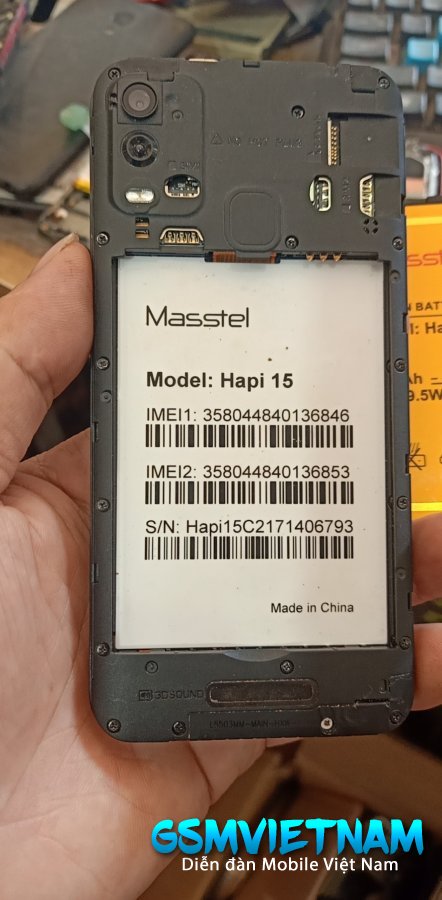 Masstel
Model: Hapi 15
IMEI1: 358044840136846
IMEI2: 358044840136853
S/N: Hapi15C2171406793
Made in China
3D SOUND
GSMVIETNAM
Diễn đàn Mobile Việt Nam